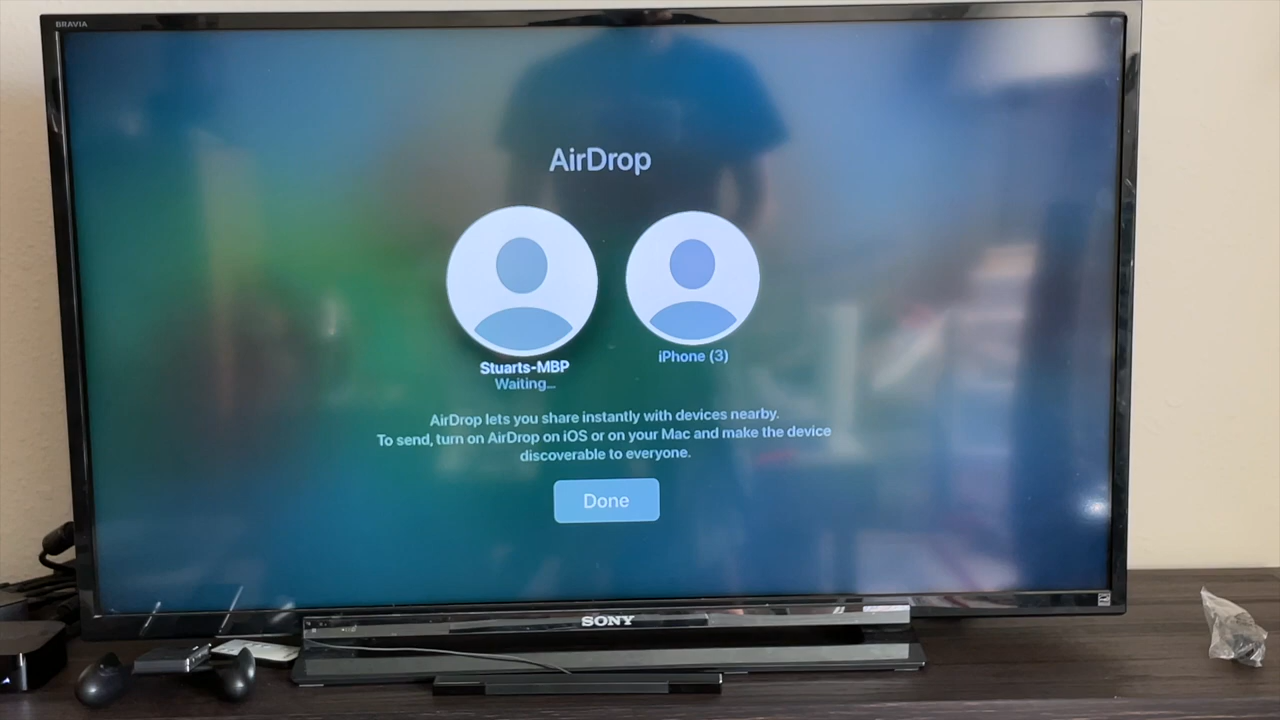 BRAVIA
AirDrop
Stuarts-MBP
Waiting...
iPhone (3)
AirDrop lets you share instantly with devices nearby.
To send, turn on AirDrop on iOS or on your Mac and make the device
discoverable to everyone.
Done
SONY